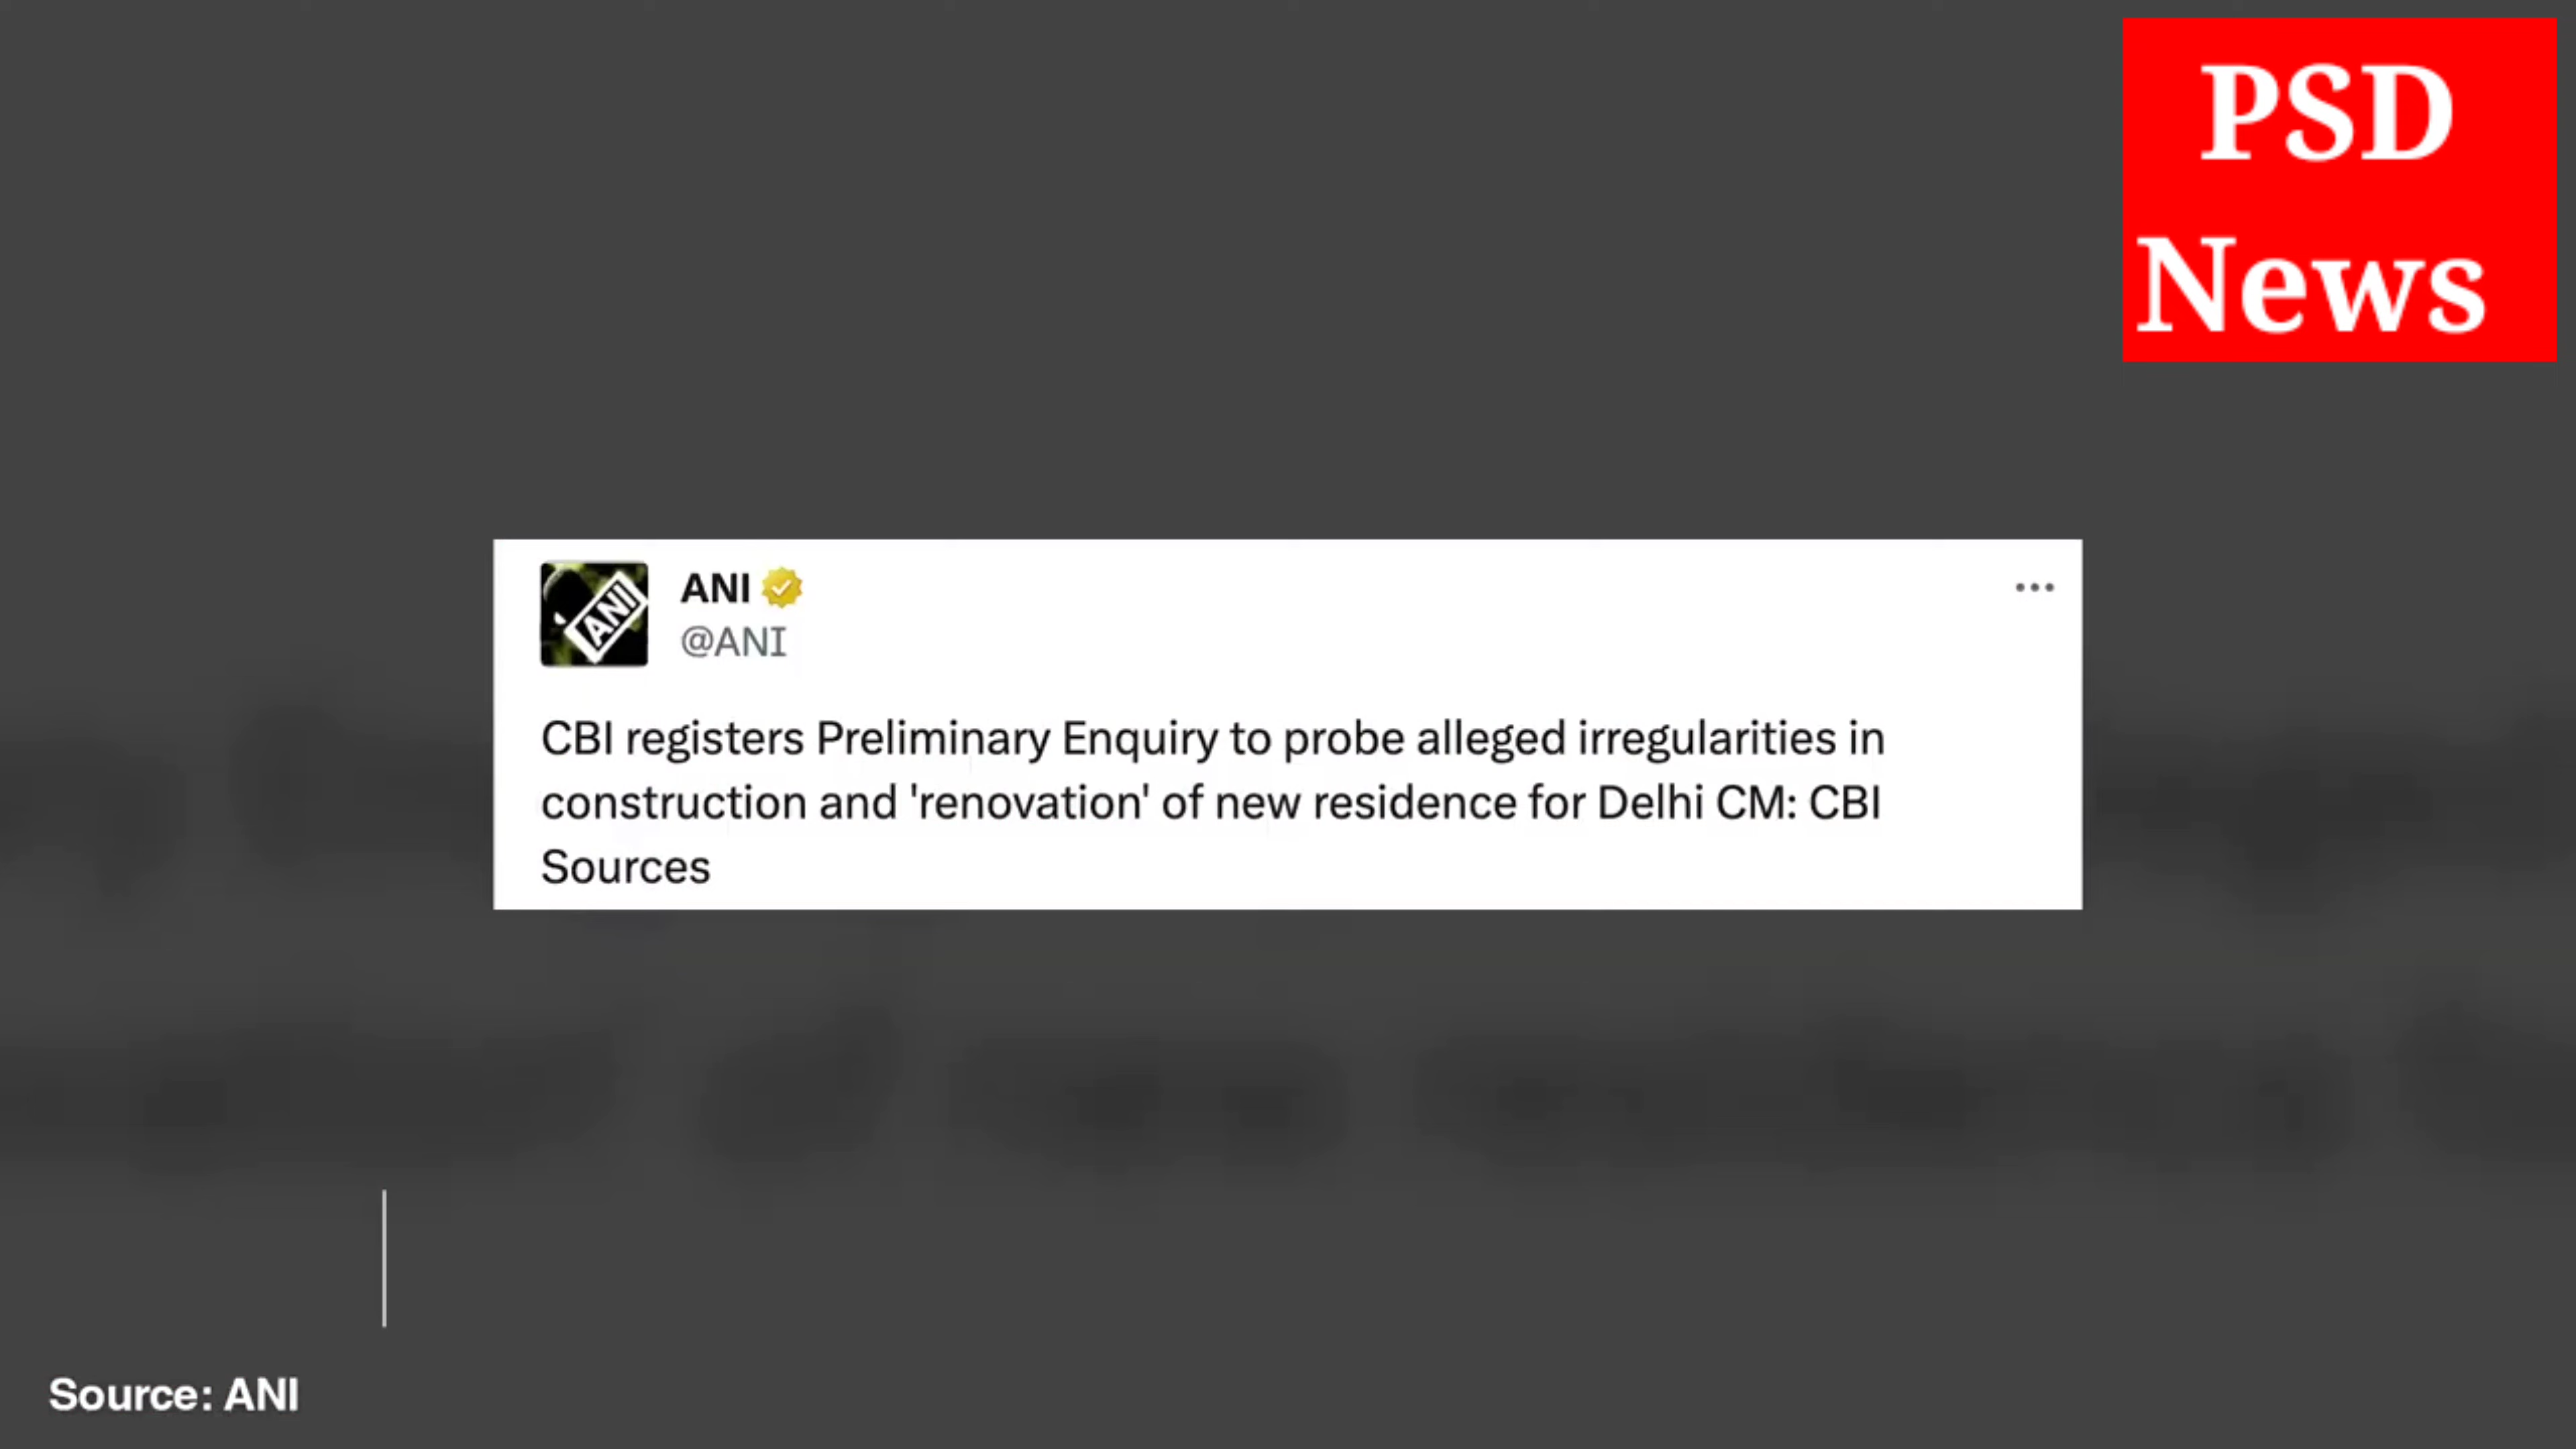 PSD
News
ANI
ANI
@ANI
CBI registers Preliminary Enquiry to probe alleged irregularities in
construction and 'renovation' of new residence for Delhi CM: CBI
Sources
Source: ANI